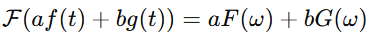 ℱ(af(t) + bg(t)) = aF(ω) + bG(ω)